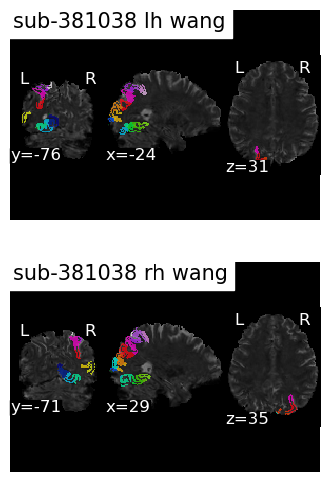 sub-381038 lh wang
L R L R
y=-76 x=-24 z=31
sub-381038 rh wang
L R L R
y=-71 x=29 z=35